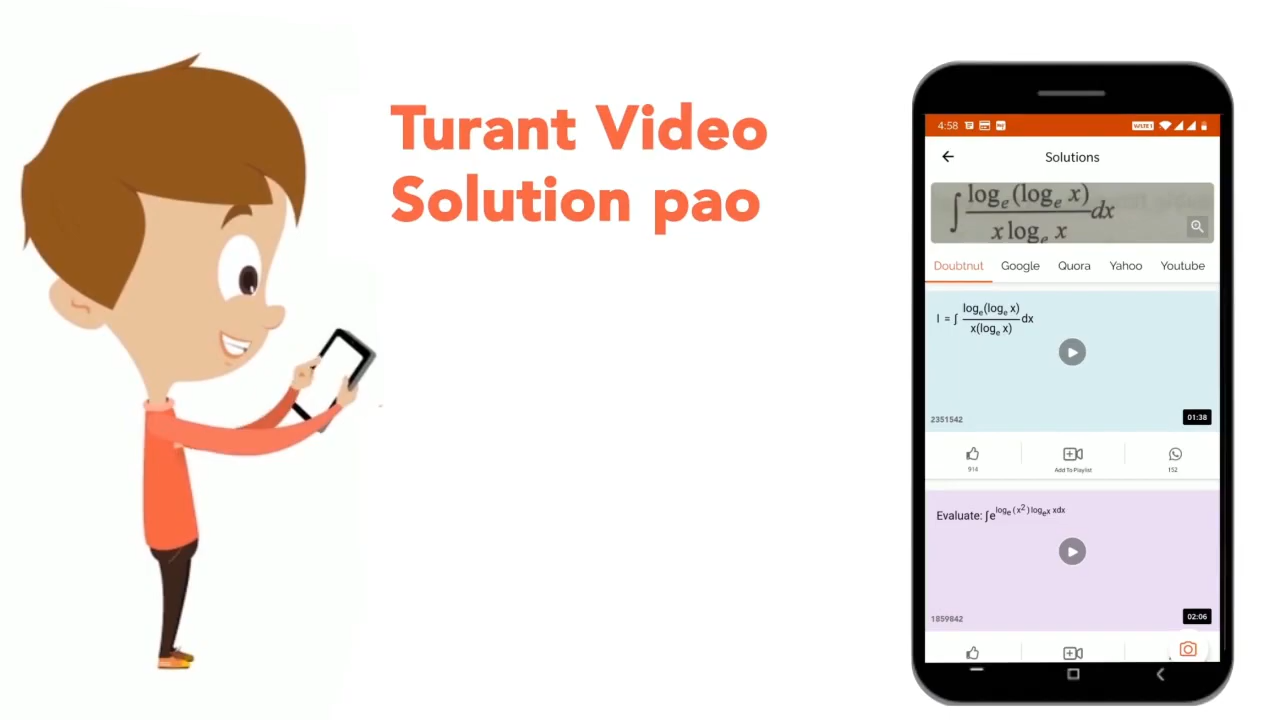 Turant Video
Solution pao
4:58
Solutions
∫ logₑ(logₑ x) / x logₑ x dx
Doubtnut Google Quora Yahoo Youtube
I = ∫ logₑ(logₑ x) / x(logₑ x) dx
2351542 01:38
914 Add To Playlist 152
Evaluate: ∫e^logₑ(x²)logₑx xdx
1859842 02:06